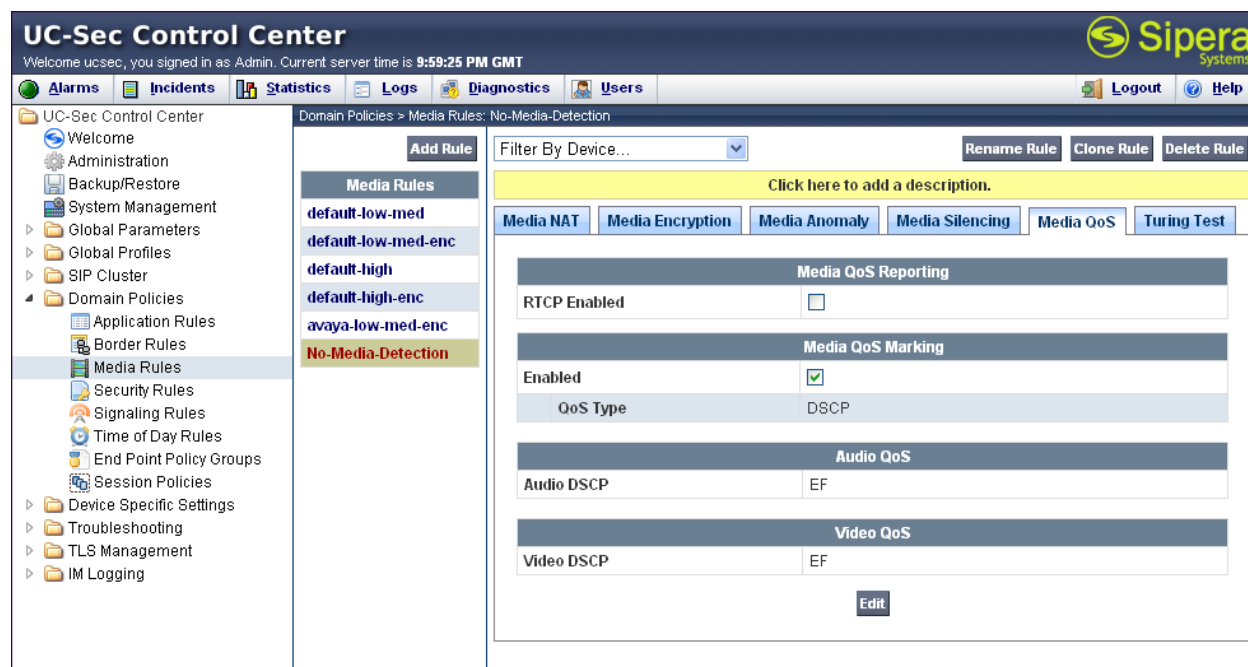 UC-Sec Control Center
Sipera
Systems
Welcome ucsec, you signed in as Admin. Current server time is 9:59:25 PM GMT
Alarms Incidents Statistics Logs Diagnostics Users Logout Help
UC-Sec Control Center
Welcome
Administration
Backup/Restore
System Management
Global Parameters
Global Profiles
SIP Cluster
Domain Policies
Application Rules
Border Rules
Media Rules
Security Rules
Signaling Rules
Time of Day Rules
End Point Policy Groups
Session Policies
Device Specific Settings
Troubleshooting
TLS Management
IM Logging
Domain Policies > Media Rules: No-Media-Detection
Add Rule
Media Rules
default-low-med
default-low-med-enc
default-high
default-high-enc
avaya-low-med-enc
No-Media-Detection
Filter By Device...
Rename Rule Clone Rule Delete Rule
Click here to add a description.
Media NAT Media Encryption Media Anomaly Media Silencing Media QoS Turing Test
Media QoS Reporting
RTCP Enabled
Media QoS Marking
Enabled
QoS Type DSCP
Audio QoS
Audio DSCP EF
Video QoS
Video DSCP EF
Edit